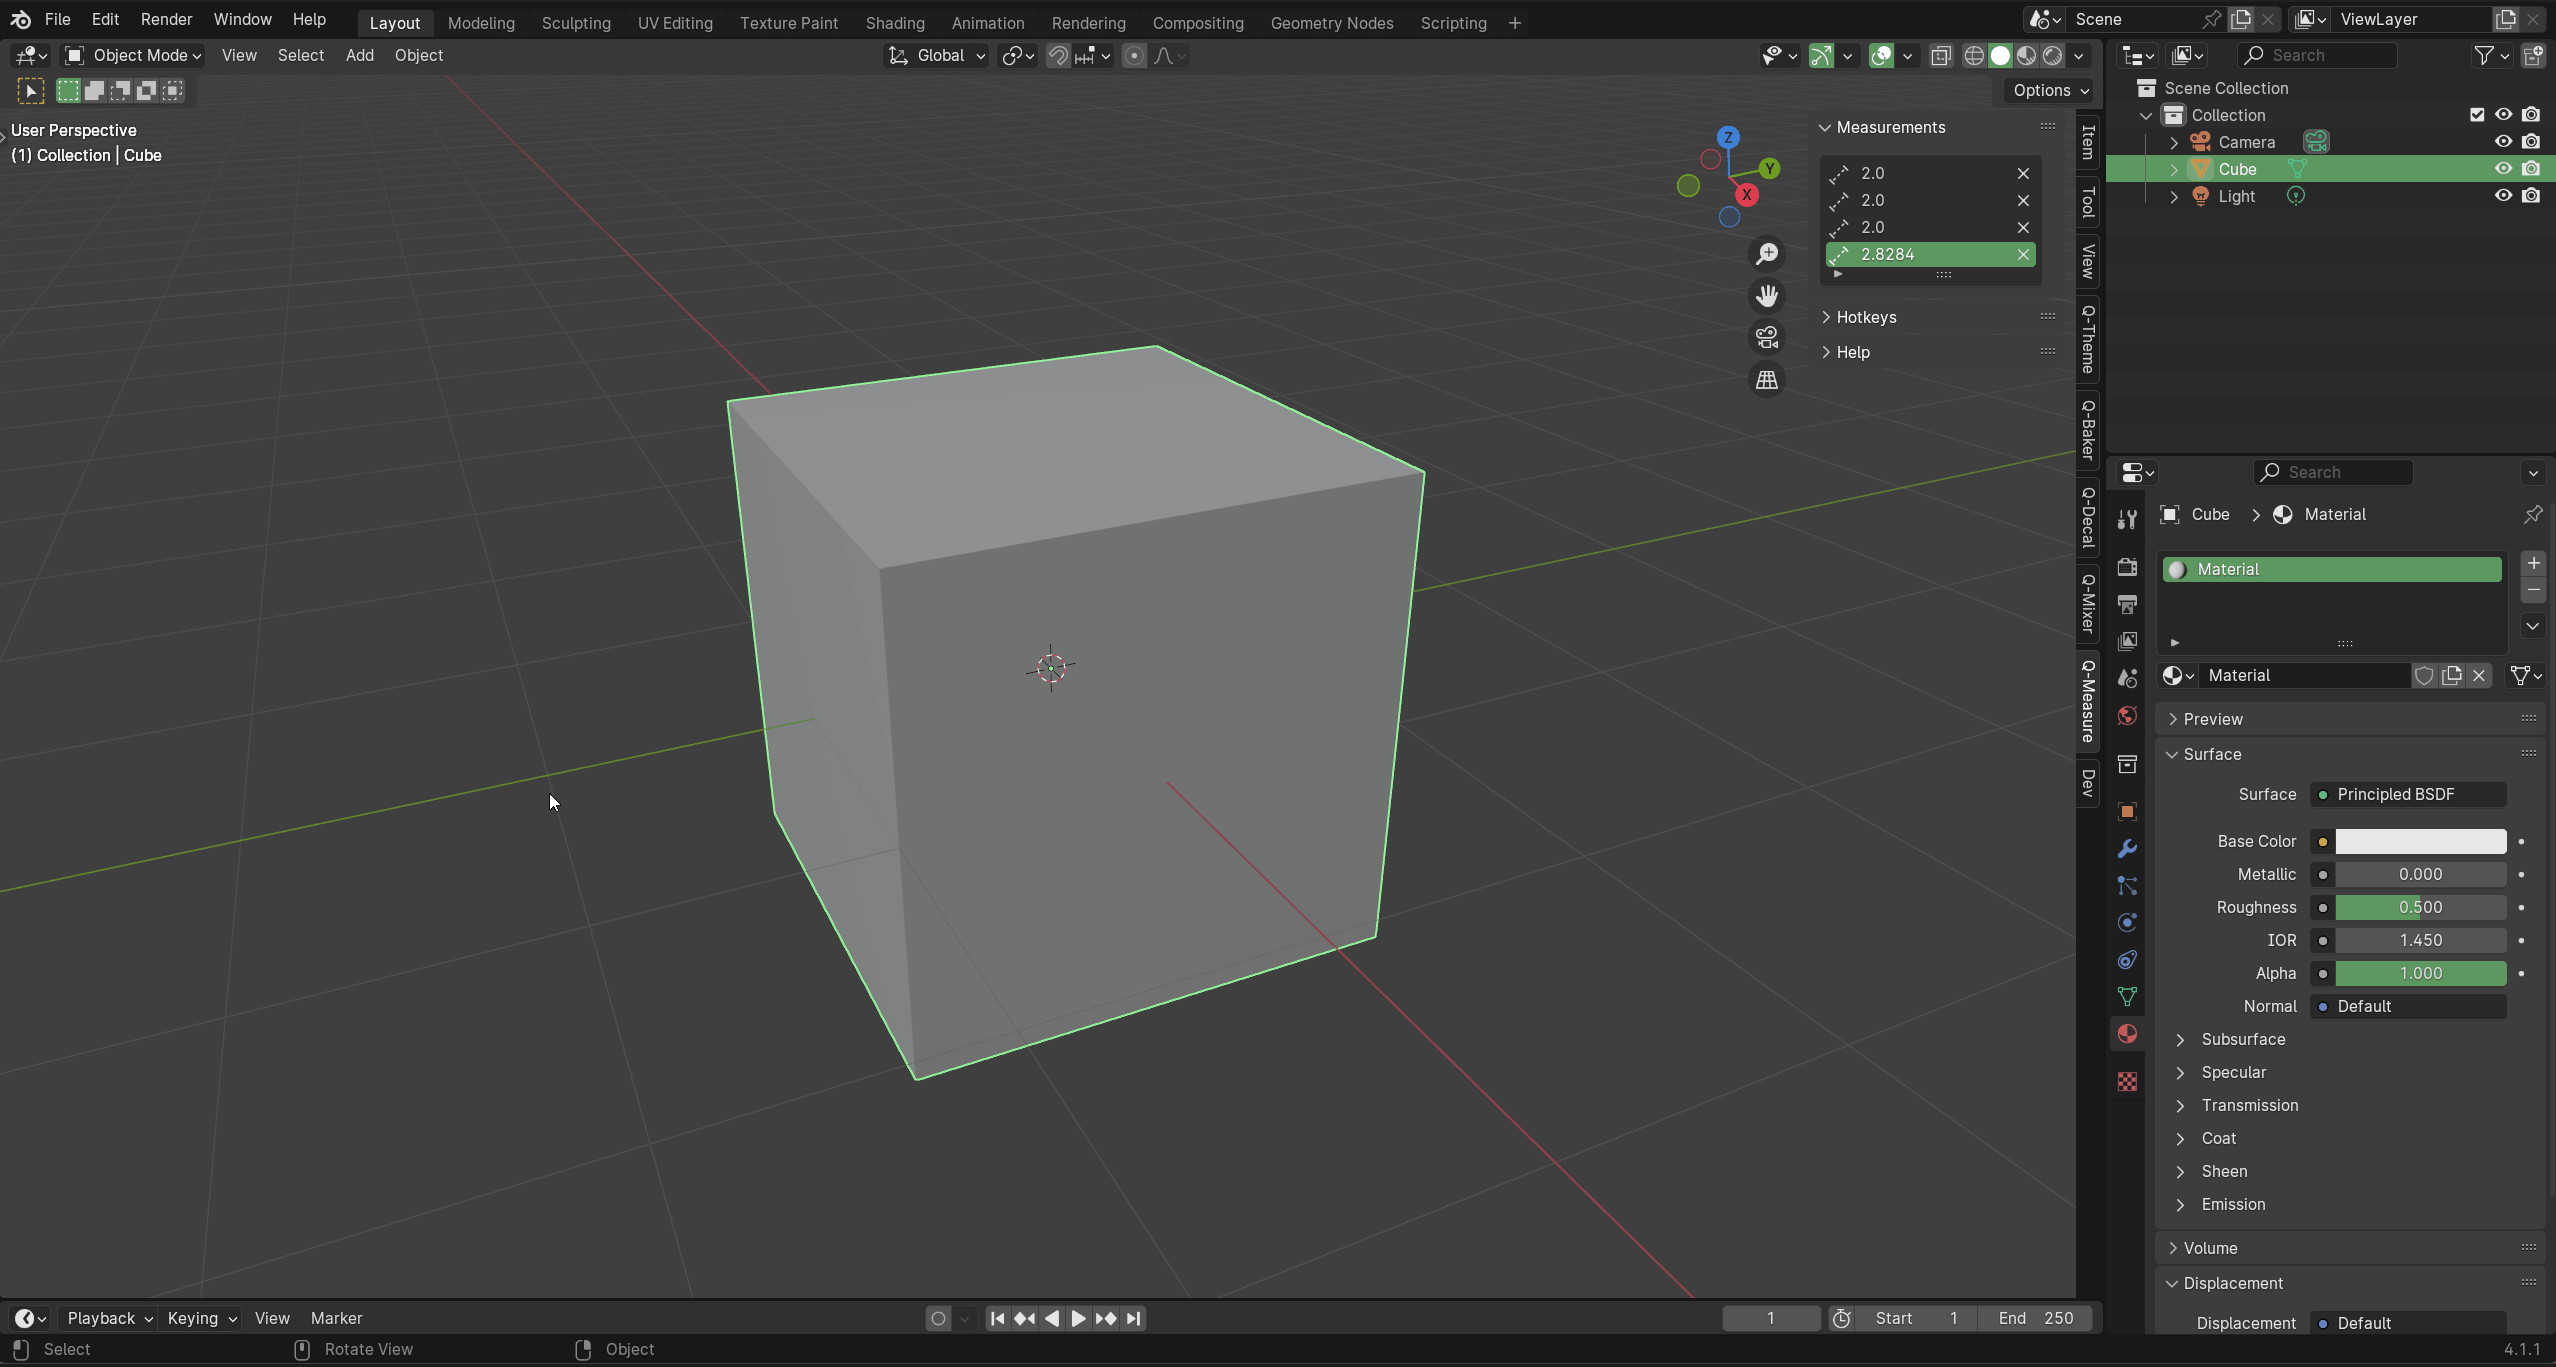 File Edit Render Window Help Layout Modeling Sculpting UV Editing Texture Paint Shading Animation Rendering Compositing Geometry Nodes Scripting + Scene ViewLayer
Object Mode View Select Add Object Global Search
Options
User Perspective
(1) Collection | Cube
Z
Y
X
Measurements
2.0
2.0
2.0
2.8284
Hotkeys
Help
Item
Tool
View
Q-Theme
Q-Baker
Q-Decal
Q-Mixer
Q-Measure
Dev
Scene Collection
Collection
Camera
Cube
Light
Search
Cube > Material
Material
Material
Preview
Surface
Surface Principled BSDF
Base Color
Metallic 0.000
Roughness 0.500
IOR 1.450
Alpha 1.000
Normal Default
Subsurface
Specular
Transmission
Coat
Sheen
Emission
Volume
Displacement
Displacement Default
Playback Keying View Marker 1 Start 1 End 250
Select Rotate View Object 4.1.1